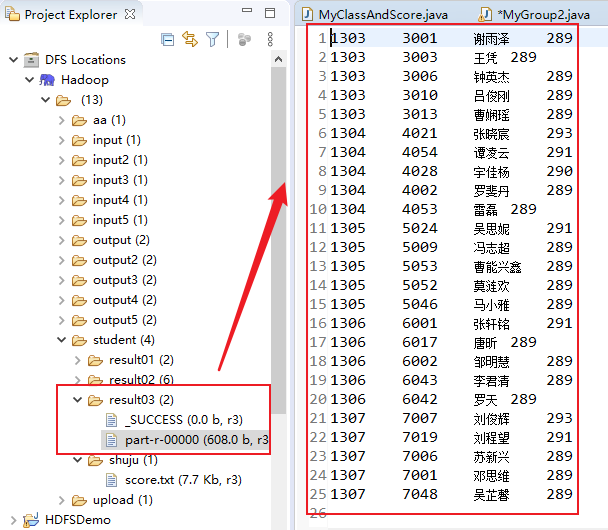 Project Explorer
DFS Locations
Hadoop
(13)
aa (1)
input (1)
input2 (1)
input3 (1)
input4 (1)
input5 (1)
output (2)
output2 (2)
output3 (2)
output4 (2)
output5 (2)
student (4)
result01 (2)
result02 (6)
result03 (2)
_SUCCESS (0.0 b, r3)
part-r-00000 (608.0 b, r3
shuju (1)
score.txt (7.7 Kb, r3)
upload (1)
HDFSDemo
MyClassAndScore.java *MyGroup2.java
1 1303 3001 谢雨泽 289
2 1303 3003 王凭 289
3 1303 3006 钟英杰 289
4 1303 3010 吕俊刚 289
5 1303 3013 曹娴瑶 289
6 1304 4021 张晓宸 293
7 1304 4054 谭凌云 291
8 1304 4028 宇佳杨 290
9 1304 4002 罗斐丹 289
10 1304 4053 雷磊 289
11 1305 5024 吴思妮 291
12 1305 5009 冯志超 289
13 1305 5053 曹能兴鑫 289
14 1305 5052 莫涟欢 289
15 1305 5046 马小雅 289
16 1306 6001 张轩铭 291
17 1306 6017 唐昕 289
18 1306 6002 邹明慧 289
19 1306 6043 李君清 289
20 1306 6042 罗天 289
21 1307 7007 刘俊辉 293
22 1307 7019 刘程望 291
23 1307 7006 苏新兴 289
24 1307 7001 邓思维 289
25 1307 7048 吴芷馨 289
26